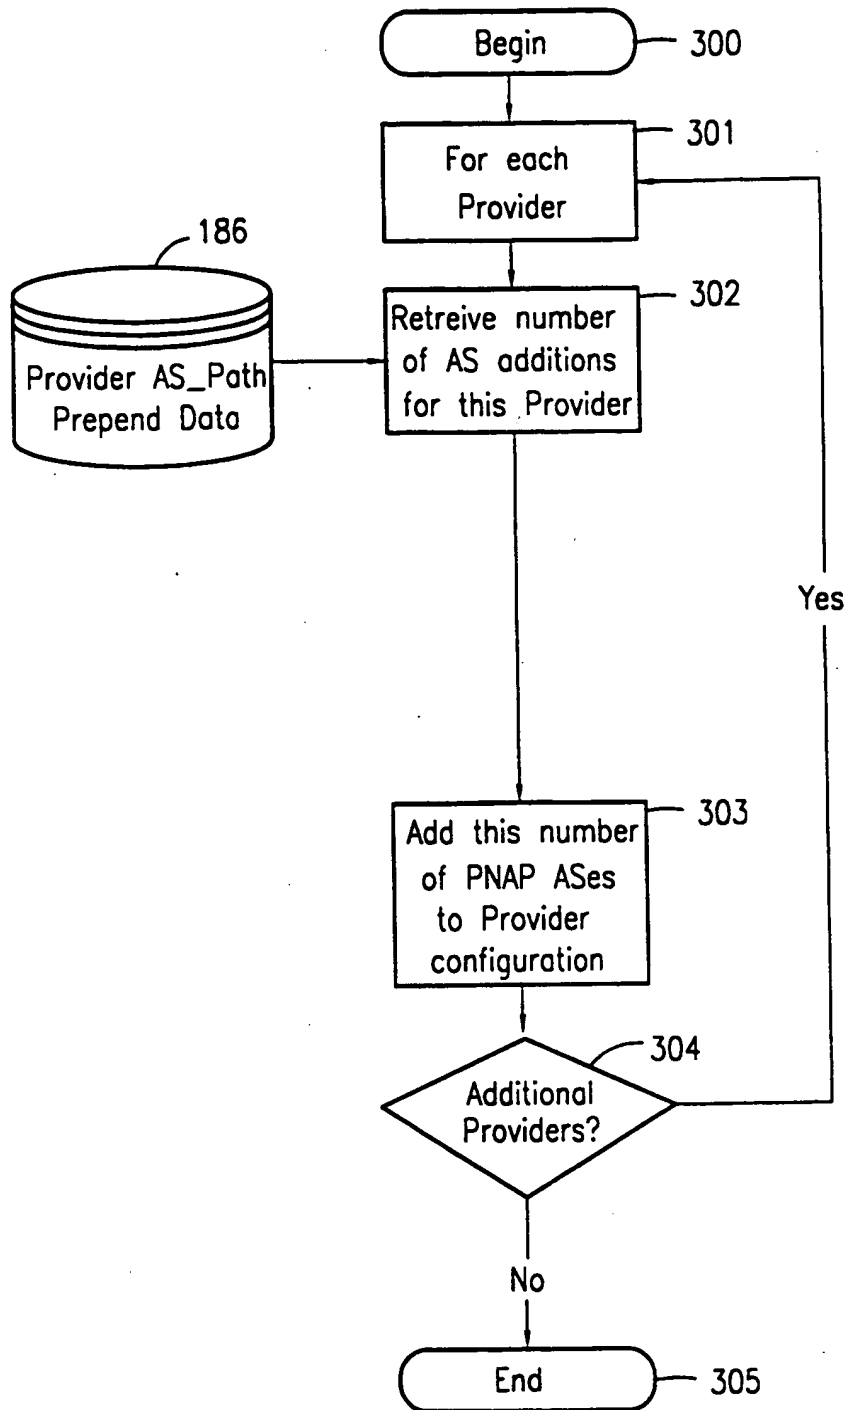 Begin
300
For each
Provider
301
186
Provider AS_Path
Prepend Data
Retreive number
of AS additions
for this Provider
302
Yes
Add this number
of PNAP ASes
to Provider
configuration
303
Additional
Providers?
304
No
End
305